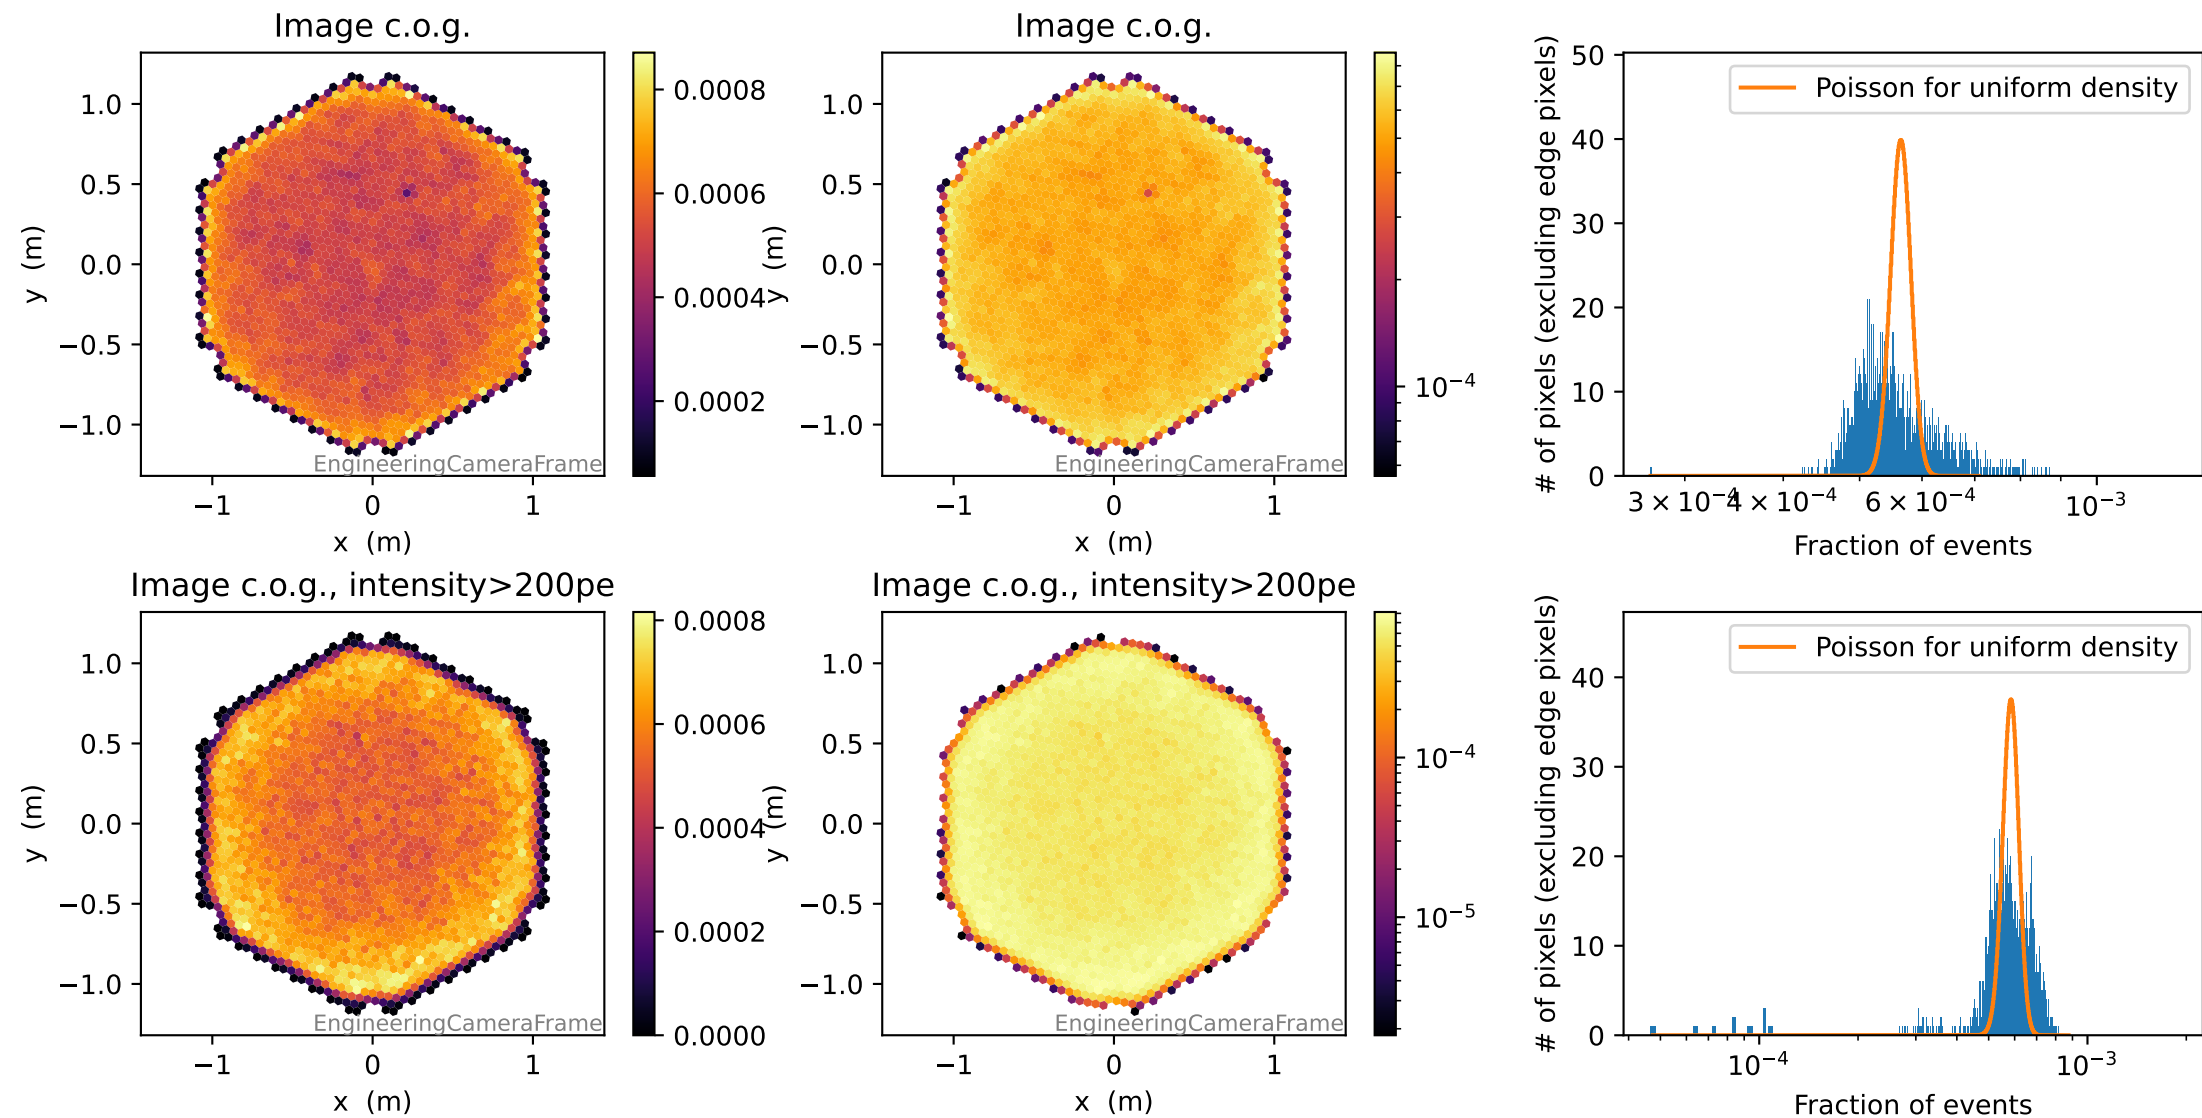 Image c.o.g.
1.0
0.5
0.0
−0.5
−1.0
y (m)
−1
0
1
x (m)
EngineeringCameraFrame
0.0008
0.0006
0.0004
0.0002
Image c.o.g.
1.0
0.5
0.0
−0.5
−1.0
y (m)
−1
0
1
x (m)
EngineeringCameraFrame
10⁻⁴
# of pixels (excluding edge pixels)
50
40
30
20
10
0
Poisson for uniform density
3 × 10⁻⁴
4 × 10⁻⁴
6 × 10⁻⁴
10⁻³
Fraction of events
Image c.o.g., intensity>200pe
1.0
0.5
0.0
−0.5
−1.0
y (m)
−1
0
1
x (m)
EngineeringCameraFrame
0.0008
0.0006
0.0004
0.0002
0.0000
Image c.o.g., intensity>200pe
1.0
0.5
0.0
−0.5
−1.0
y (m)
−1
0
1
x (m)
EngineeringCameraFrame
10⁻⁴
10⁻⁵
# of pixels (excluding edge pixels)
40
30
20
10
0
Poisson for uniform density
10⁻⁴
10⁻³
Fraction of events